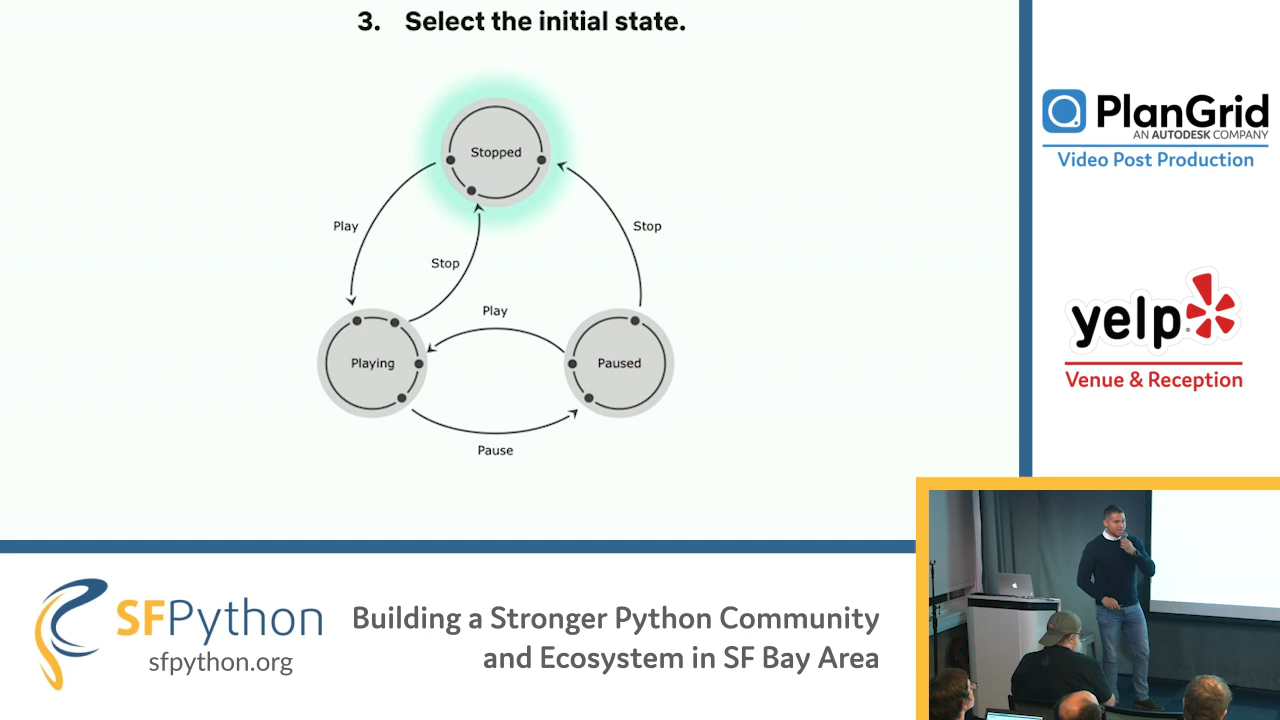 3. Select the initial state.
Stopped
Play
Stop
Stop
Play
Playing
Paused
Pause
PlanGrid
AN AUTODESK COMPANY
Video Post Production
yelp
Venue & Reception
SFPython
sfpython.org
Building a Stronger Python Community
and Ecosystem in SF Bay Area